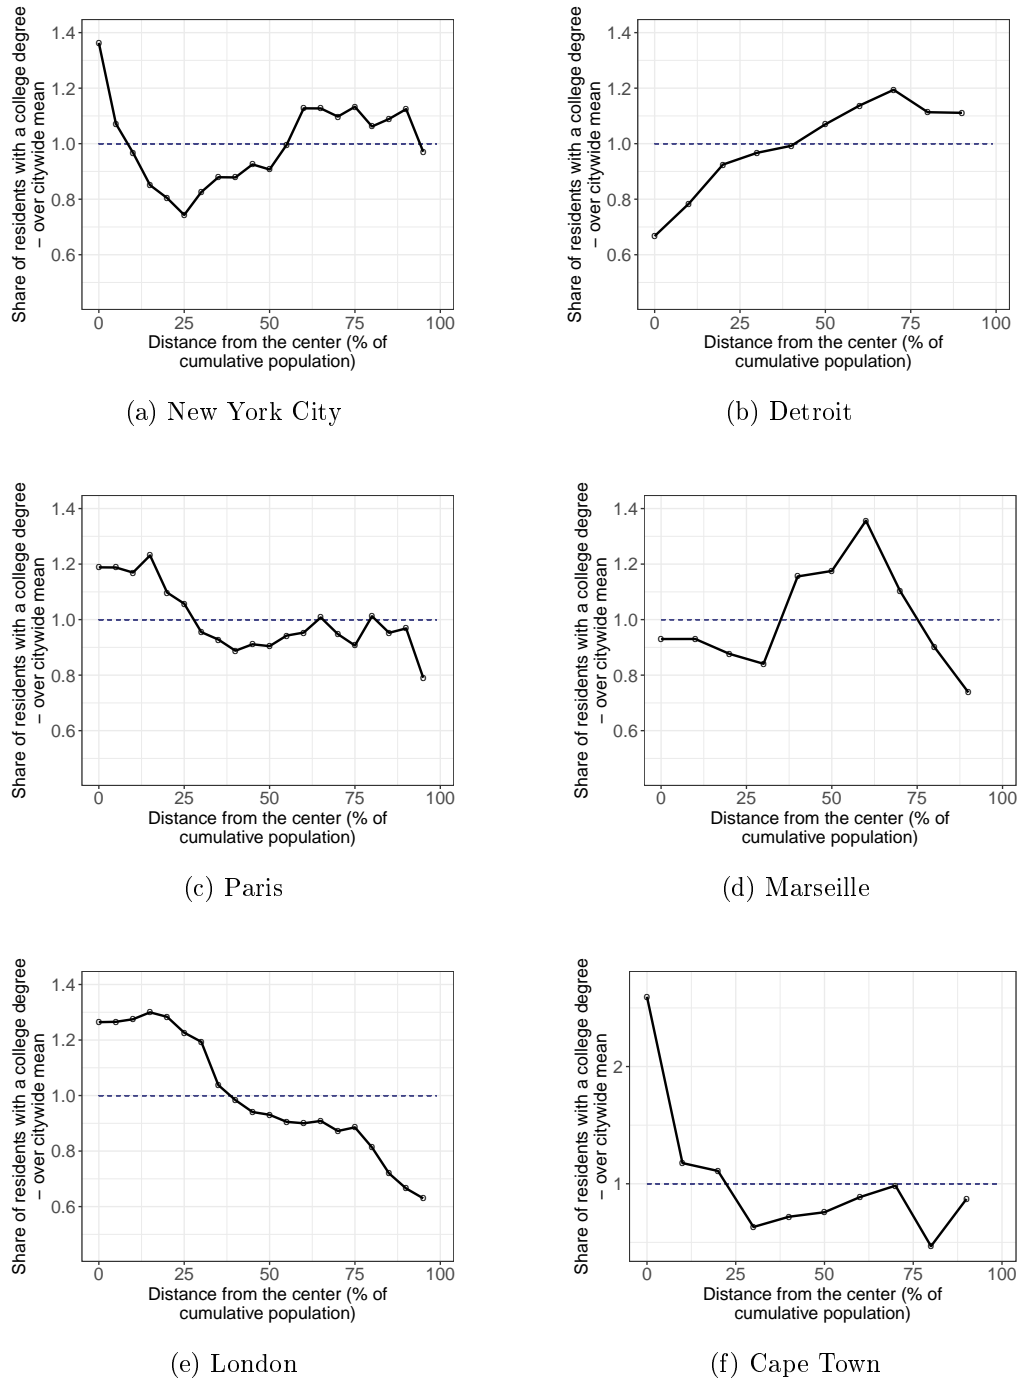 Share of residents with a college degree
− over citywide mean
1.4
1.2
1.0
0.8
0.6
0
25
50
75
100
Distance from the center (% of
cumulative population)
(a) New York City
Share of residents with a college degree
− over citywide mean
1.4
1.2
1.0
0.8
0.6
0
25
50
75
100
Distance from the center (% of
cumulative population)
(b) Detroit
Share of residents with a college degree
− over citywide mean
1.4
1.2
1.0
0.8
0.6
0
25
50
75
100
Distance from the center (% of
cumulative population)
(c) Paris
Share of residents with a college degree
− over citywide mean
1.4
1.2
1.0
0.8
0.6
0
25
50
75
100
Distance from the center (% of
cumulative population)
(d) Marseille
Share of residents with a college degree
− over citywide mean
1.4
1.2
1.0
0.8
0.6
0
25
50
75
100
Distance from the center (% of
cumulative population)
(e) London
Share of residents with a college degree
− over citywide mean
2
1
0
25
50
75
100
Distance from the center (% of
cumulative population)
(f) Cape Town